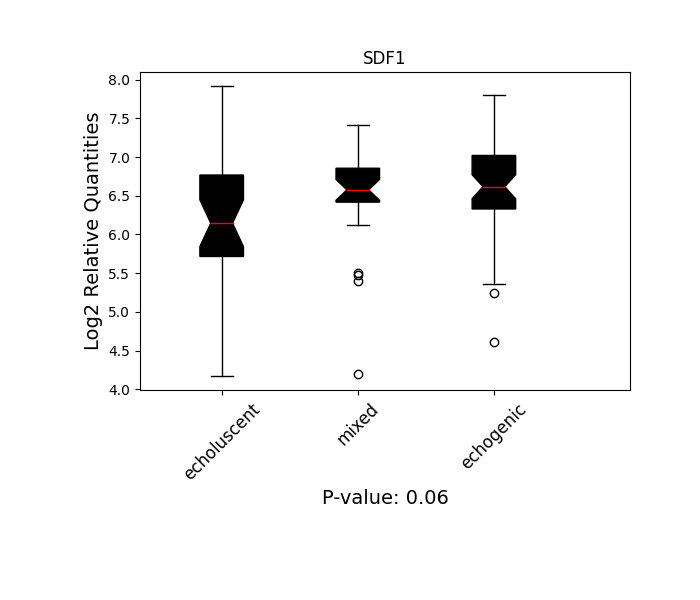 SDF1
Log2 Relative Quantities
8.0
7.5
7.0
6.5
6.0
5.5
5.0
4.5
4.0
echoluscent
mixed
echogenic
P-value: 0.06